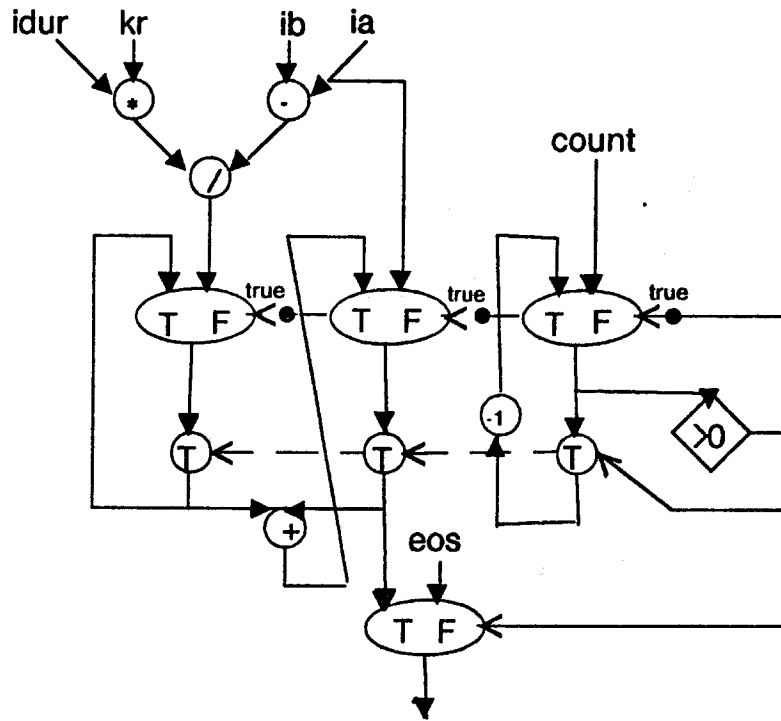 idur kr ib ia
* -
/
count
true true true
T F T F T F
-1
>0
T T T
+
eos
T F